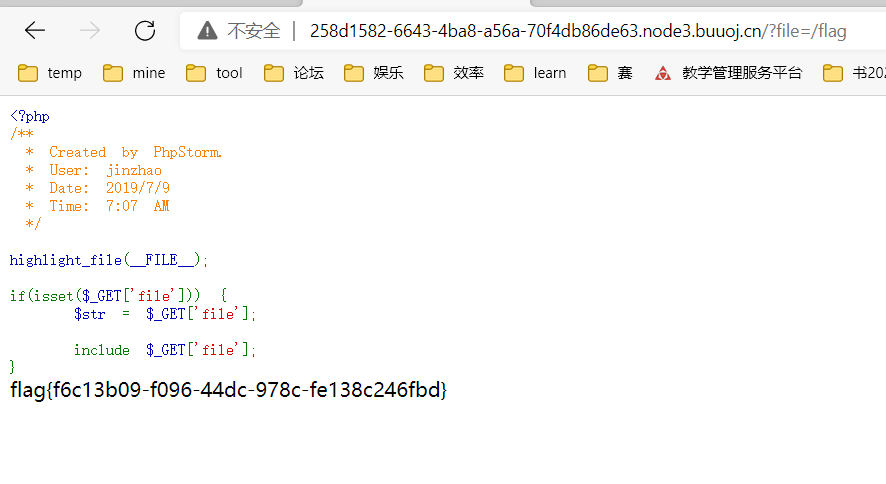 不安全 | 258d1582-6643-4ba8-a56a-70f4db86de63.node3.buuoj.cn/?file=/flag
temp mine tool 论坛 娱乐 效率 learn 赛 教学管理服务平台 书202
<?php
/**
 * Created by PhpStorm.
 * User: jinzhao
 * Date: 2019/7/9
 * Time: 7:07 AM
 */
highlight_file(__FILE__);
if(isset($_GET['file'])) {
$str = $_GET['file'];
include $_GET['file'];
}
flag{f6c13b09-f096-44dc-978c-fe138c246fbd}